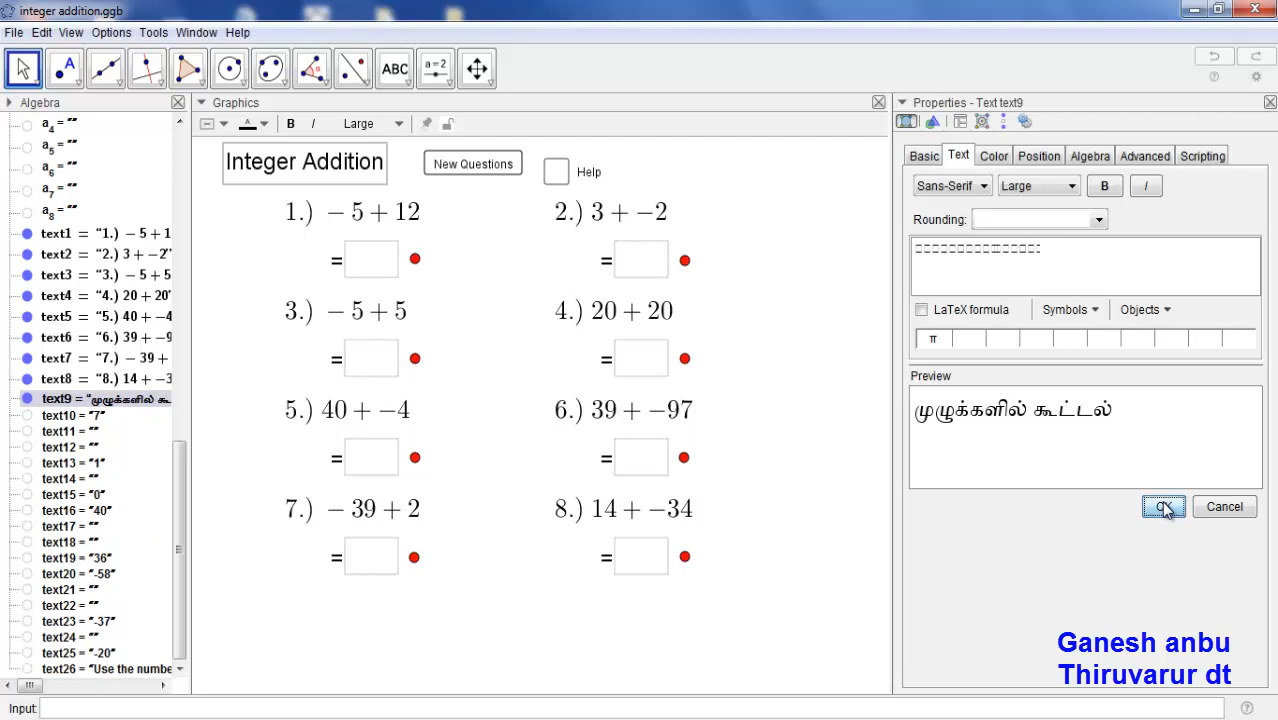 integer addition.ggb
File Edit View Options Tools Window Help
ABC a=2
Algebra
Graphics
Properties - Text text9
a4 = ""
a5 = ""
a6 = ""
a7 = ""
a8 = ""
text1 = "1.) − 5 + 1
text2 = "2.) 3 + −2"
text3 = "3.) − 5 + 5
text4 = "4.) 20 + 20"
text5 = "5.) 40 + −4
text6 = "6.) 39 + −9
text7 = "7.) − 39 +
text8 = "8.) 14 + −3
text9 = "முழுக்களில் கூ...
text10 = "7"
text11 = ""
text12 = ""
text13 = "1"
text14 = ""
text15 = "0"
text16 = "40"
text17 = ""
text18 = ""
text19 = "36"
text20 = "-58"
text21 = ""
text22 = ""
text23 = "-37"
text24 = ""
text25 = "-20"
text26 = "Use the numbe
A B I Large
Integer Addition New Questions Help
1.) − 5 + 12 2.) 3 + −2
= =
3.) − 5 + 5 4.) 20 + 20
= =
5.) 40 + −4 6.) 39 + −97
= =
7.) − 39 + 2 8.) 14 + −34
= =
Basic Text Color Position Algebra Advanced Scripting
Sans-Serif Large B I
Rounding:
LaTeX formula Symbols Objects
π
Preview
முழுக்களில் கூட்டல்
OK Cancel
Ganesh anbu
Thiruvarur dt
Input: